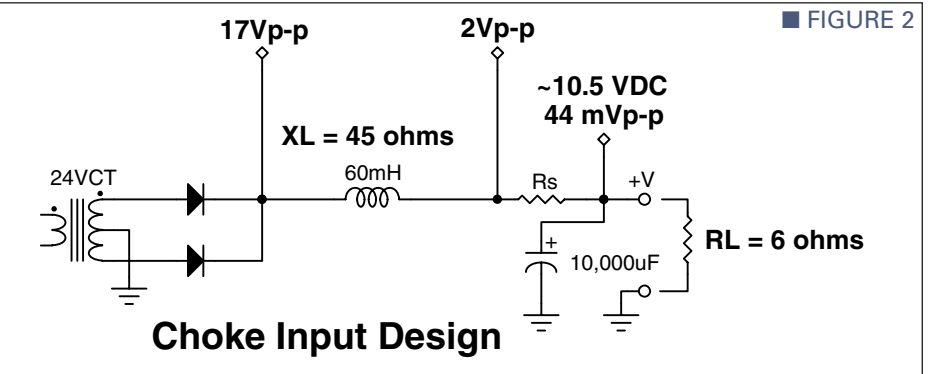 ■ FIGURE 2
17Vp-p
2Vp-p
~10.5 VDC
44 mVp-p
XL = 45 ohms
60mH
24VCT
Rs
+V
RL = 6 ohms
+
10,000uF
Choke Input Design